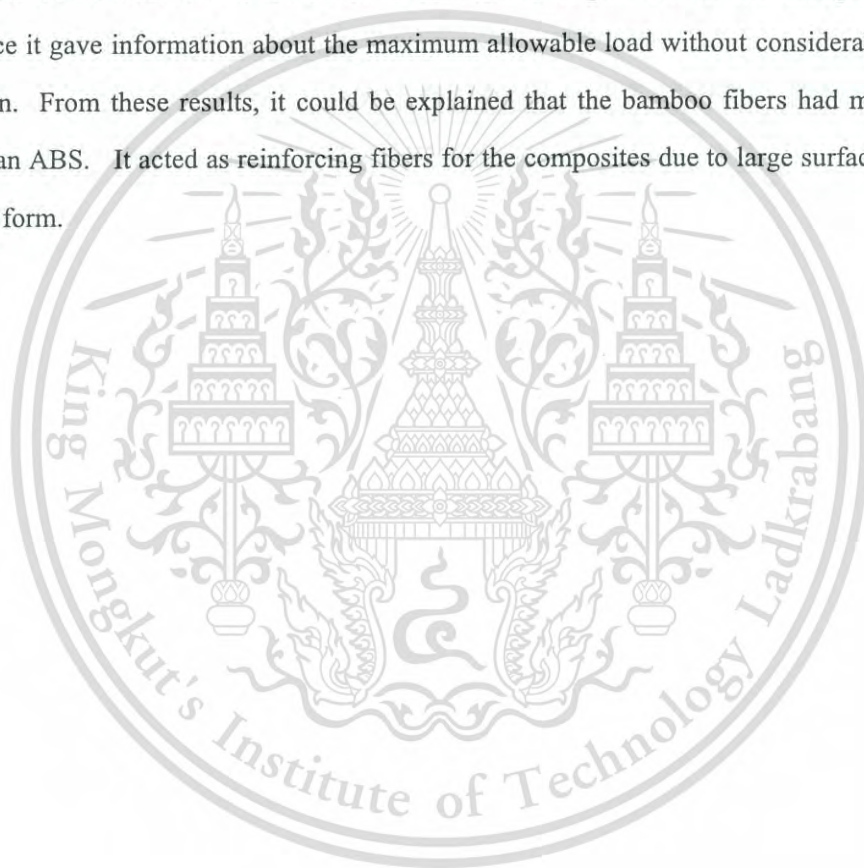 ce it gave information about the maximum allowable load without considera
n. From these results, it could be explained that the bamboo fibers had m
an ABS. It acted as reinforcing fibers for the composites due to large surfac
form.
King Mongkut's Institute of Technology Ladkrabang